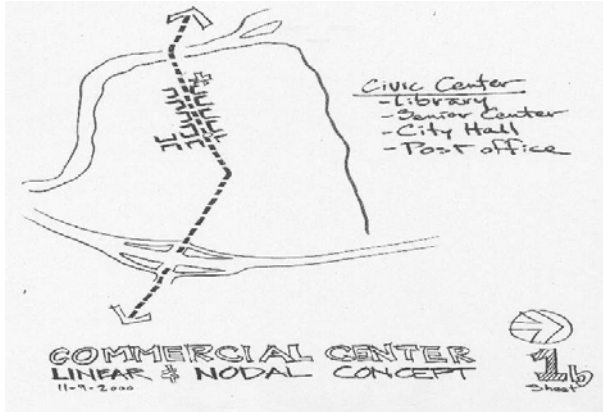 Civic Center
- Library
- Senior Center
- City Hall
- Post office
COMMERCIAL CENTER
LINEAR & NODAL CONCEPT
11-9-2000
1b
Sheet